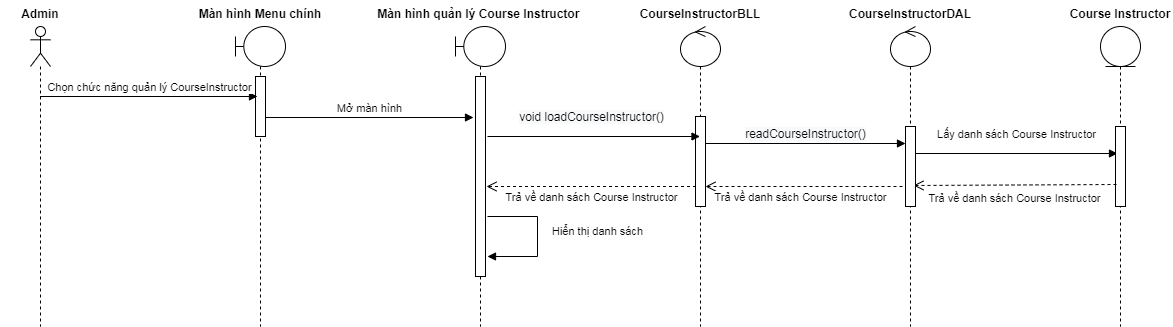 Admin
Màn hình Menu chính
Màn hình quản lý Course Instructor
CourseInstructorBLL
CourseInstructorDAL
Course Instructor
Chọn chức năng quản lý CourseInstructor
Mở màn hình
void loadCourseInstructor()
readCourseInstructor()
Lấy danh sách Course Instructor
Trả về danh sách Course Instructor
Trả về danh sách Course Instructor
Trả về danh sách Course Instructor
Hiển thị danh sách